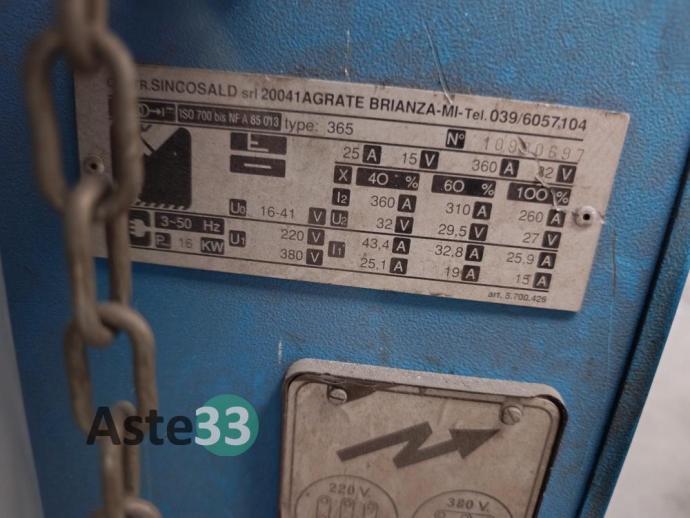 TR.SINCOSALD srl 20041AGRATE BRIANZA-MI-Tel. 039/6057104
ISO 700 bis NF A 85 013 type: 365 N°
25 A 15 V 360 A 32 V
X 40 % 60 % 100 %
I2 360 A 310 A 260 A
U0 16-41 V U2 32 V 29,5 V 27 V
3~50 Hz U1 220 V I1 43,4 A 32,8 A 25,9 A
P 16 KW 380 V 25,1 A 19 A 15 A
art. 5.700.426
Aste33
220 V. 380 V.